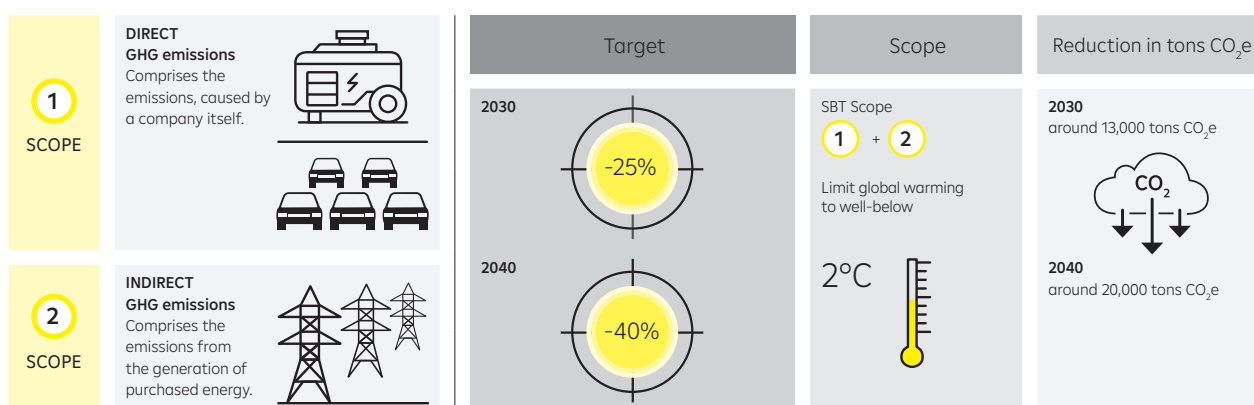 1
SCOPE
DIRECT
GHG emissions
Comprises the
emissions, caused by
a company itself.
2
SCOPE
INDIRECT
GHG emissions
Comprises the
emissions from
the generation of
purchased energy.
Target
2030
-25%
2040
-40%
Scope
SBT Scope
1 + 2
Limit global warming
to well-below
2°C
Reduction in tons CO₂e
2030
around 13,000 tons CO₂e
CO₂
2040
around 20,000 tons CO₂e